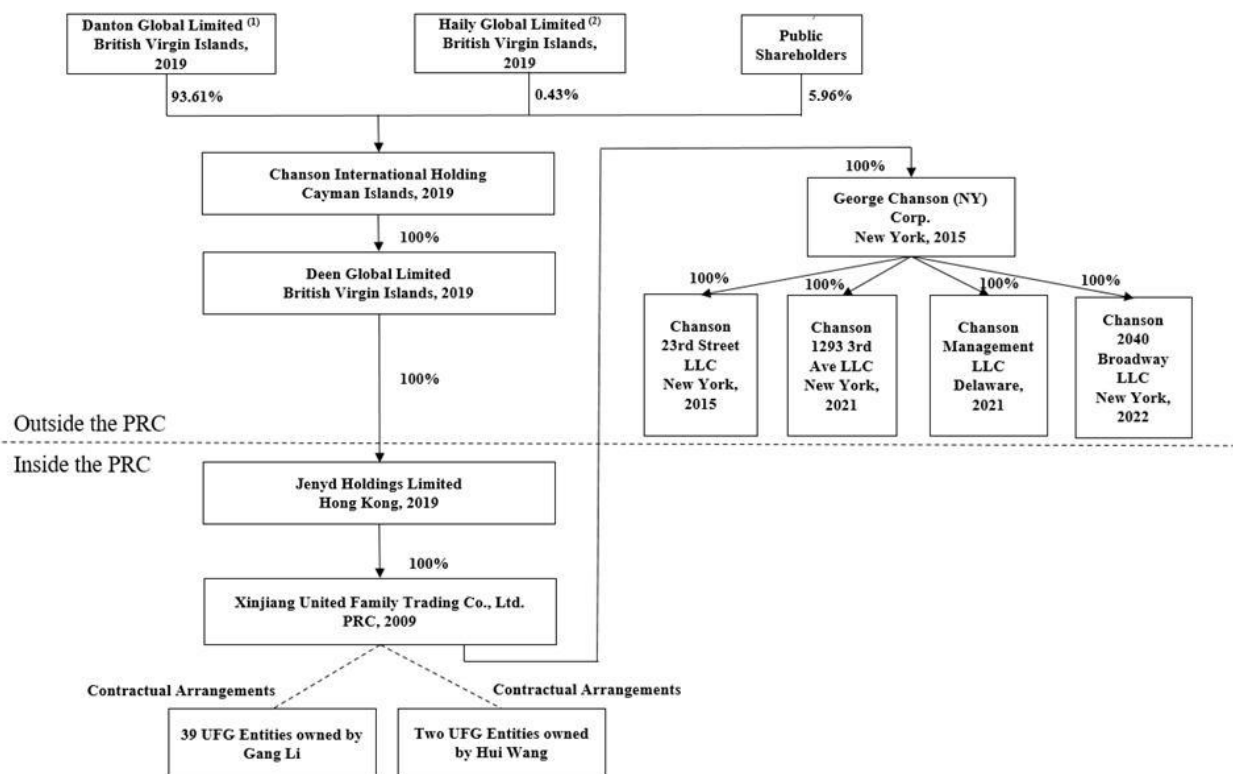 Danton Global Limited (1)
British Virgin Islands,
2019
Haily Global Limited (2)
British Virgin Islands,
2019
Public
Shareholders
93.61%
0.43%
5.96%
Chanson International Holding
Cayman Islands, 2019
100%
George Chanson (NY)
Corp.
New York, 2015
100%
Deen Global Limited
British Virgin Islands, 2019
100%
100%
100%
100%
Chanson
23rd Street
LLC
New York,
2015
Chanson
1293 3rd
Ave LLC
New York,
2021
Chanson
Management
LLC
Delaware,
2021
Chanson
2040
Broadway
LLC
New York,
2022
100%
Outside the PRC
Inside the PRC
Jenyd Holdings Limited
Hong Kong, 2019
100%
Xinjiang United Family Trading Co., Ltd.
PRC, 2009
Contractual Arrangements
Contractual Arrangements
39 UFG Entities owned by
Gang Li
Two UFG Entities owned
by Hui Wang